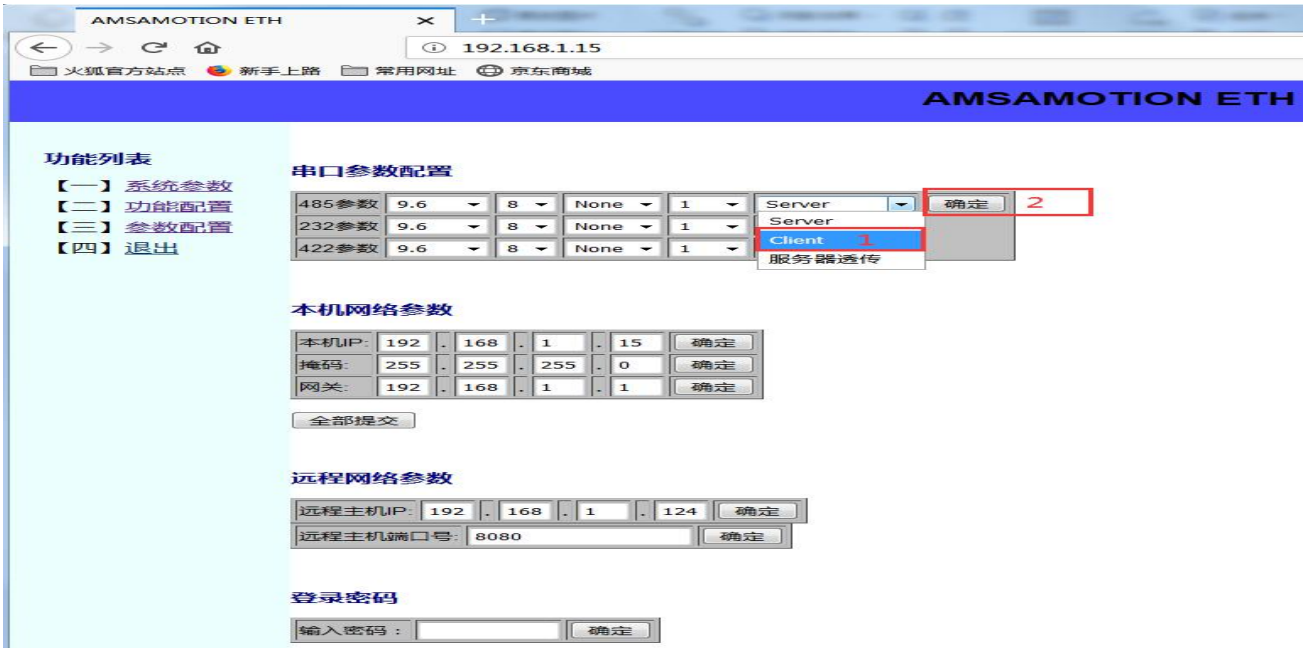 AMSAMOTION ETH
192.168.1.15
火狐官方站点 新手上路 常用网址 京东商城
AMSAMOTION ETH
功能列表
【一】系统参数
【二】功能配置
【三】参数配置
【四】退出
串口参数配置
485参数 9.6 8 None 1 Server 确定 2
232参数 9.6 8 None 1 Server
422参数 9.6 8 None 1 Client 1
服务器透传
本机网络参数
本机IP: 192 . 168 . 1 . 15 确定
掩码: 255 . 255 . 255 . 0 确定
网关: 192 . 168 . 1 . 1 确定
全部提交
远程网络参数
远程主机IP: 192 . 168 . 1 . 124 确定
远程主机端口号: 8080 确定
登录密码
输入密码： 确定